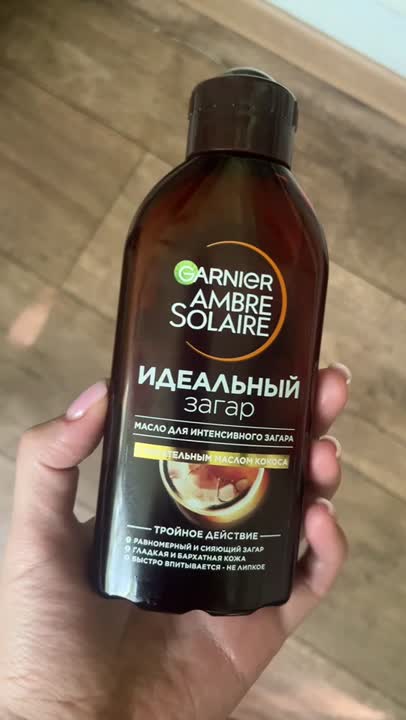 GARNIER
AMBRE
SOLAIRE
ИДЕАЛЬНЫЙ
загар
МАСЛО ДЛЯ ИНТЕНСИВНОГО ЗАГАРА
МАСЛОМ КОКОСА
ТРОЙНОЕ ДЕЙСТВИЕ
РАВНОМЕРНЫЙ И СИЯЮЩИЙ ЗАГАР
ГЛАДКАЯ И БАРХАТНАЯ КОЖА
БЫСТРО ВПИТЫВАЕТСЯ - НЕ ЛИПКОЕ